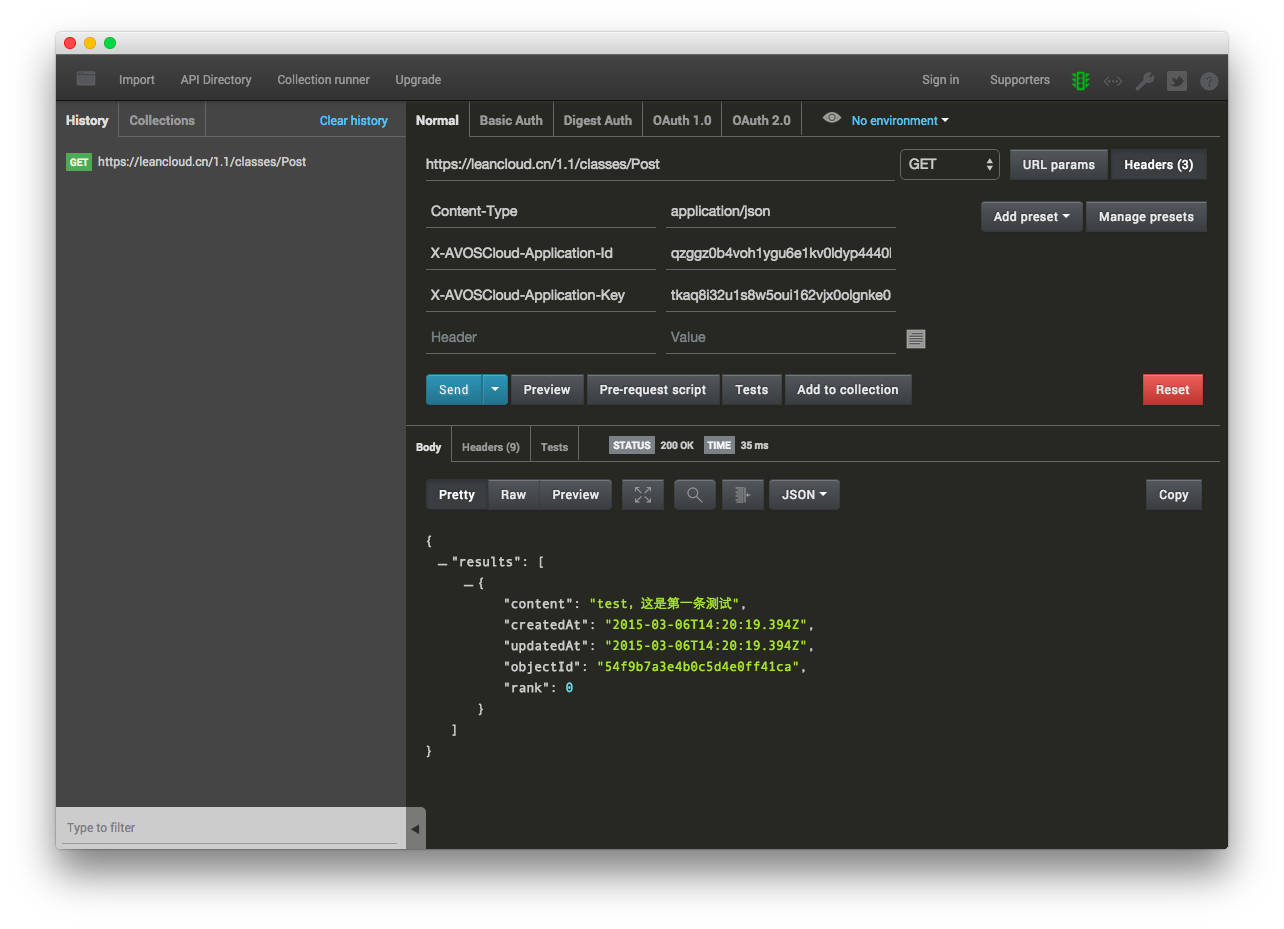 Import API Directory Collection runner Upgrade Sign in Supporters
History Collections Clear history
GET https://leancloud.cn/1.1/classes/Post
Type to filter
Normal Basic Auth Digest Auth OAuth 1.0 OAuth 2.0 No environment
https://leancloud.cn/1.1/classes/Post GET URL params Headers (3)
Content-Type application/json Add preset Manage presets
X-AVOSCloud-Application-Id qzggz0b4voh1ygu6e1kv0ldyp4440l
X-AVOSCloud-Application-Key tkaq8i32u1s8w5oui162vjx0olgnke0
Header Value
Send Preview Pre-request script Tests Add to collection Reset
Body Headers (9) Tests STATUS 200 OK TIME 35 ms
Pretty Raw Preview JSON Copy
{
"results": [
{
"content": "test, 这是第一条测试",
"createdAt": "2015-03-06T14:20:19.394Z",
"updatedAt": "2015-03-06T14:20:19.394Z",
"objectId": "54f9b7a3e4b0c5d4e0ff41ca",
"rank": 0
}
]
}